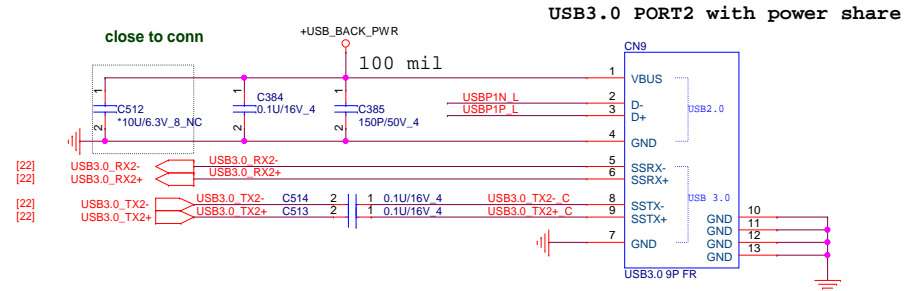 USB3.0 PORT2 with power share
close to conn
+USB_BACK_PWR
100 mil
CN9
1 VBUS
C512
*10U/6.3V_8_NC
1
2
C384
0.1U/16V_4
1
2
C385
150P/50V_4
1
2
USBP1N_L 2 D-
USBP1P_L 3 D+
USB2.0
4 GND
[22] USB3.0_RX2- USB3.0_RX2- 5 SSRX-
[22] USB3.0_RX2+ USB3.0_RX2+ 6 SSRX+
[22] USB3.0_TX2- USB3.0_TX2- C514 2 1 0.1U/16V_4 USB3.0_TX2-_C 8 SSTX-
[22] USB3.0_TX2+ USB3.0_TX2+ C513 2 1 0.1U/16V_4 USB3.0_TX2+_C 9 SSTX+
USB 3.0
7 GND
GND 10
GND 11
GND 12
GND 13
USB3.0 9P FR